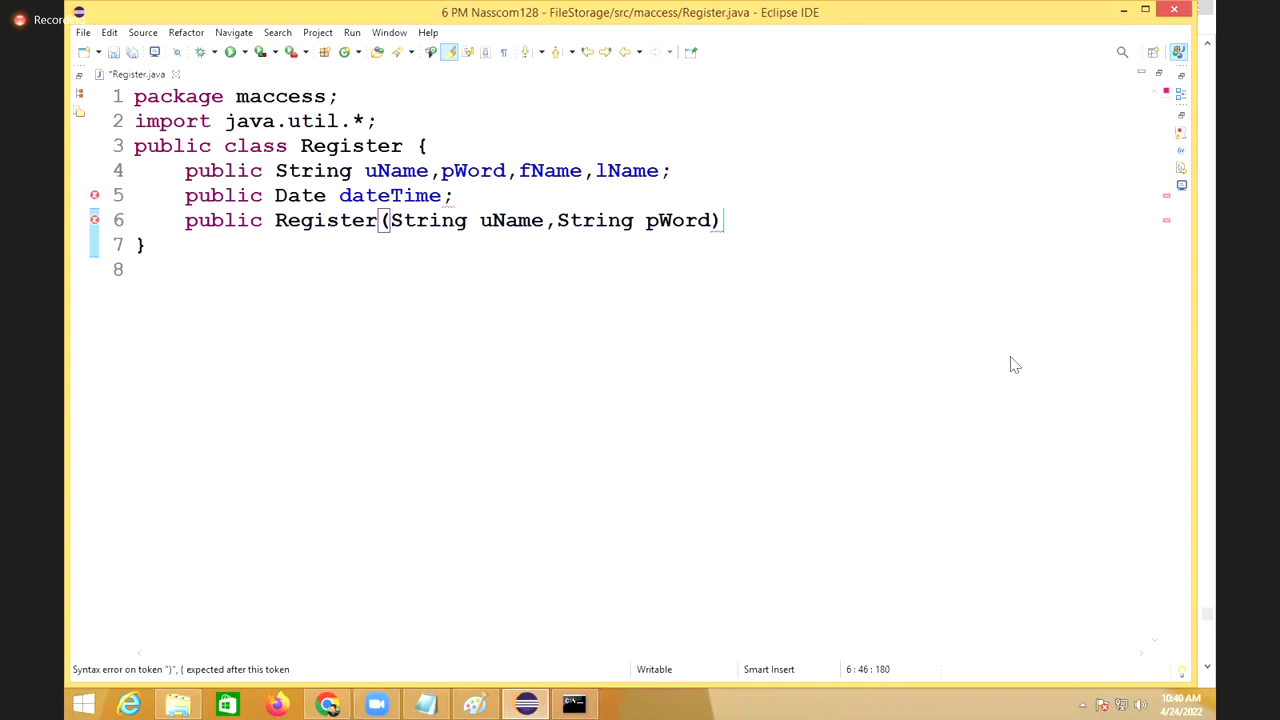 Recording
6 PM Nasscom128 - FileStorage/src/maccess/Register.java - Eclipse IDE
File Edit Source Refactor Navigate Search Project Run Window Help
*Register.java
1 package maccess;
2 import java.util.*;
3 public class Register {
4 public String uName,pWord,fName,lName;
5 public Date dateTime;
6 public Register(String uName,String pWord)
7 }
8
Syntax error on token ")", { expected after this token
Writable
Smart Insert
6 : 46 : 180
10:40 AM
4/24/2022